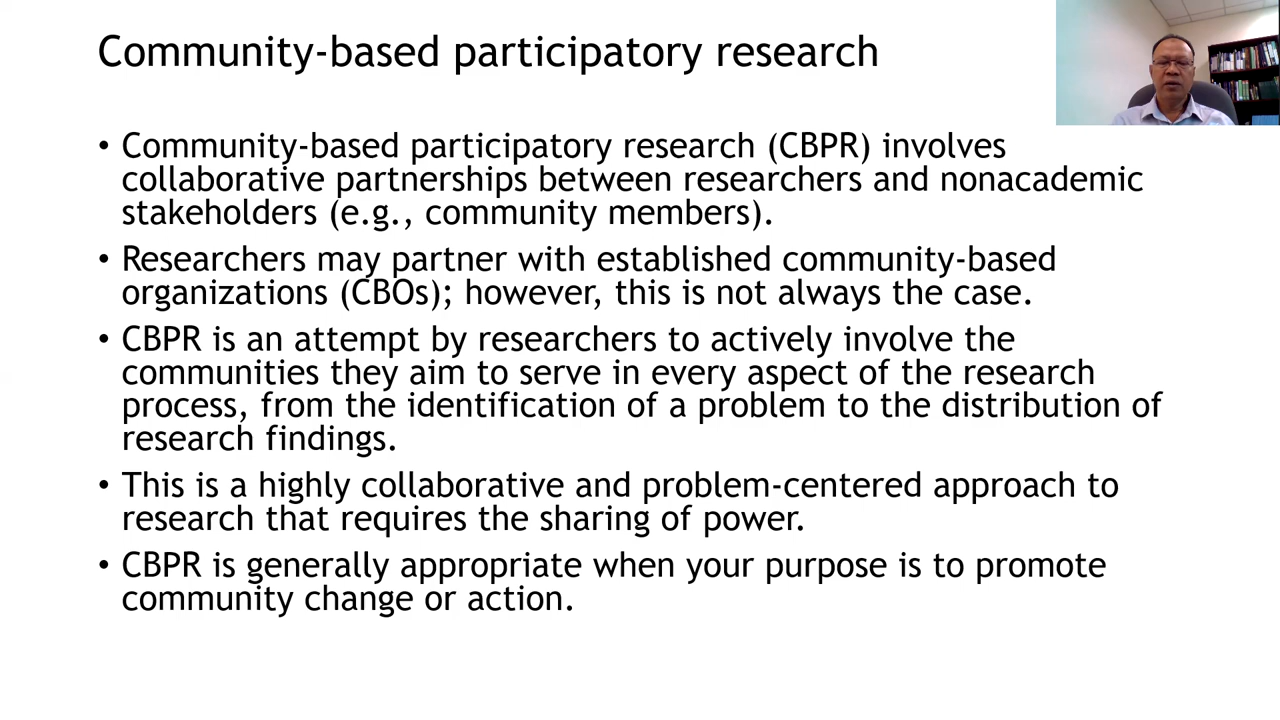 Community-based participatory research
• Community-based participatory research (CBPR) involves
collaborative partnerships between researchers and nonacademic
stakeholders (e.g., community members).
• Researchers may partner with established community-based
organizations (CBOs); however, this is not always the case.
• CBPR is an attempt by researchers to actively involve the
communities they aim to serve in every aspect of the research
process, from the identification of a problem to the distribution of
research findings.
• This is a highly collaborative and problem-centered approach to
research that requires the sharing of power.
• CBPR is generally appropriate when your purpose is to promote
community change or action.